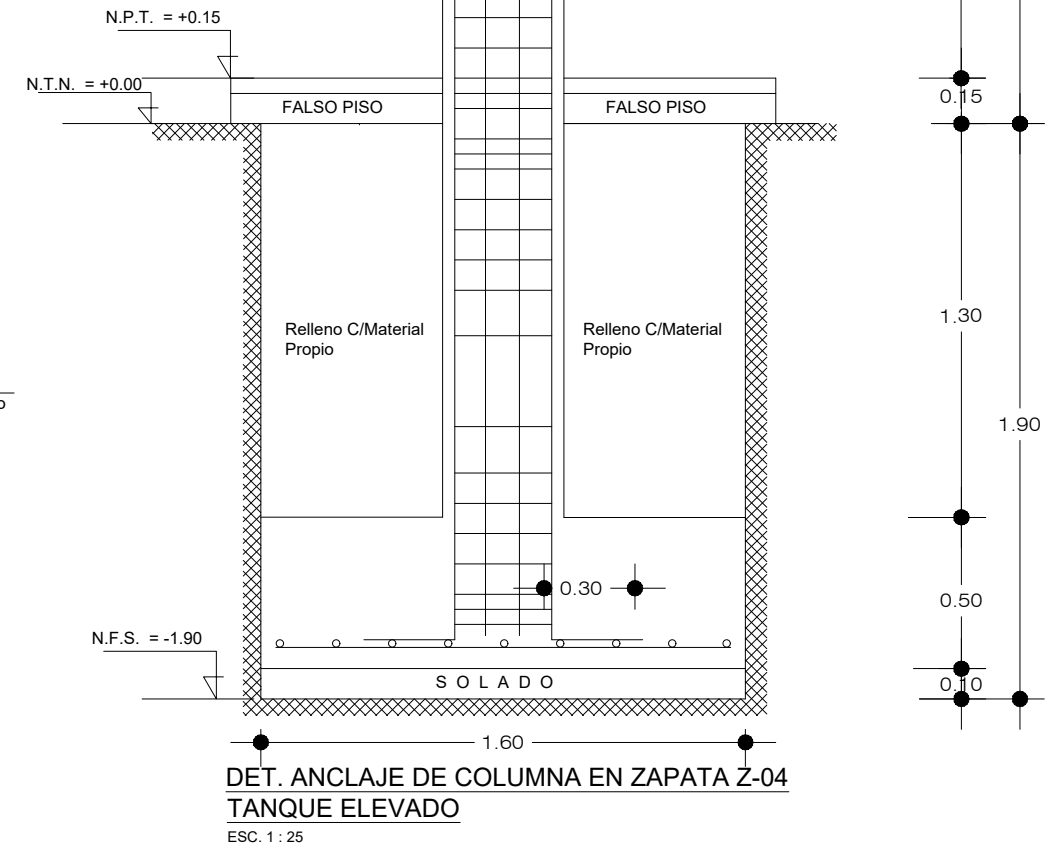 N.P.T. = +0.15
N.T.N. = +0.00
0.15
FALSO PISO
FALSO PISO
1.30
Relleno C/Material
Propio
Relleno C/Material
Propio
1.90
0.30
0.50
N.F.S. = -1.90
SOLADO
0.10
1.60
DET. ANCLAJE DE COLUMNA EN ZAPATA Z-04
TANQUE ELEVADO
ESC. 1 : 25